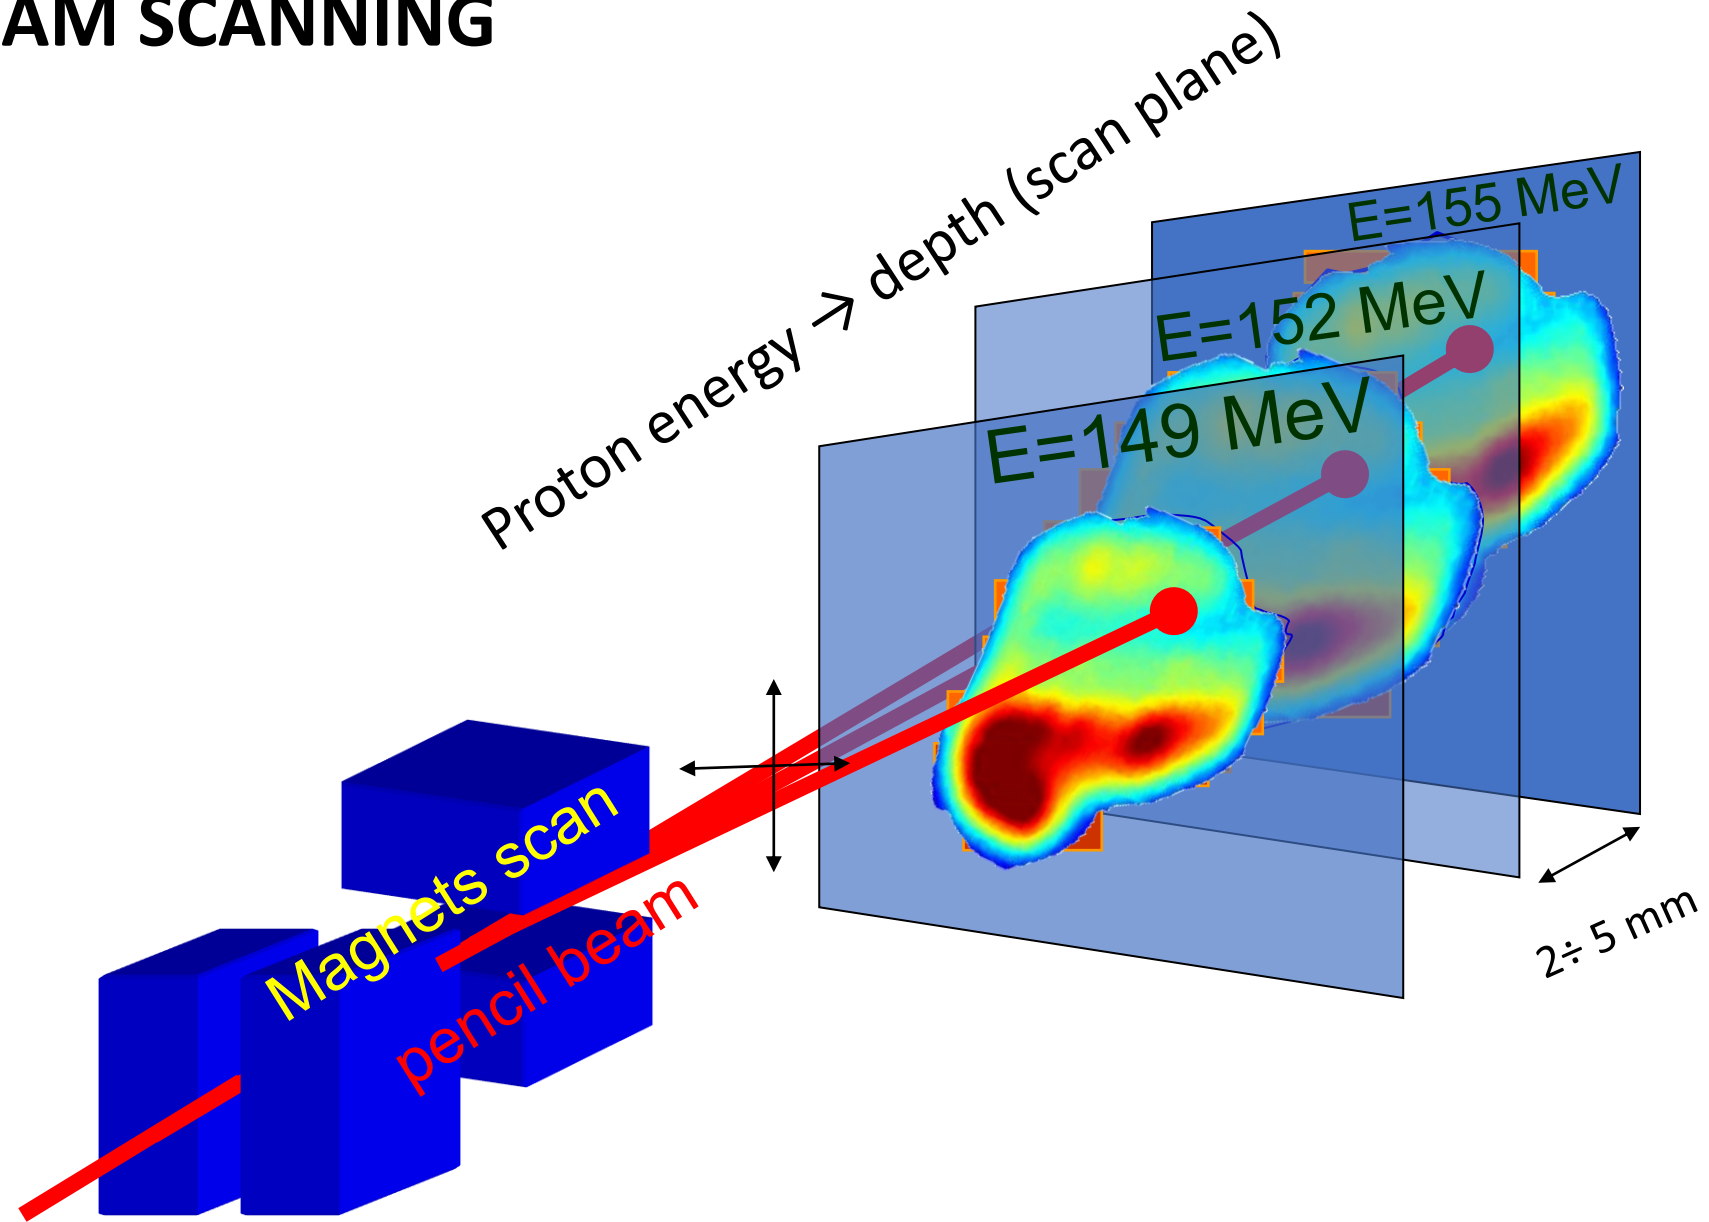 AM SCANNING
Proton energy → depth (scan plane)
E=155 MeV
E=152 MeV
E=149 MeV
Magnets scan
pencil beam
2÷ 5 mm